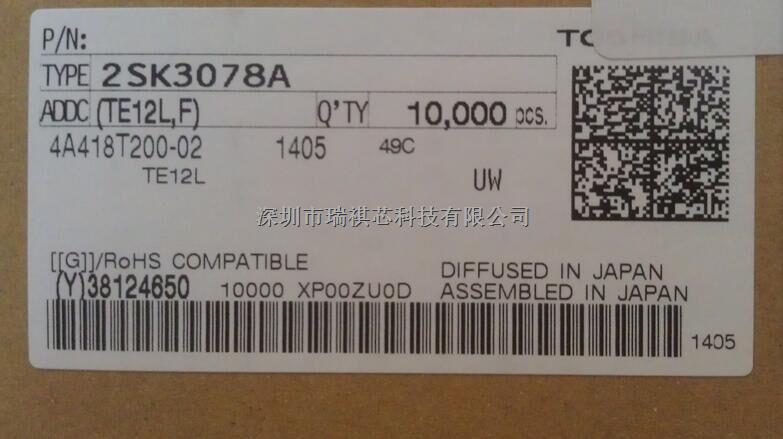 P/N:
TYPE 2SK3078A
ADDC (TE12L,F) Q'TY 10,000 pcs.
4A418T200-02 1405 49C
TE12L UW
深圳市瑞祺芯科技有限公司
[[G]]/RoHS COMPATIBLE DIFFUSED IN JAPAN
(Y)38124650 10000 XP00ZU0D ASSEMBLED IN JAPAN
1405